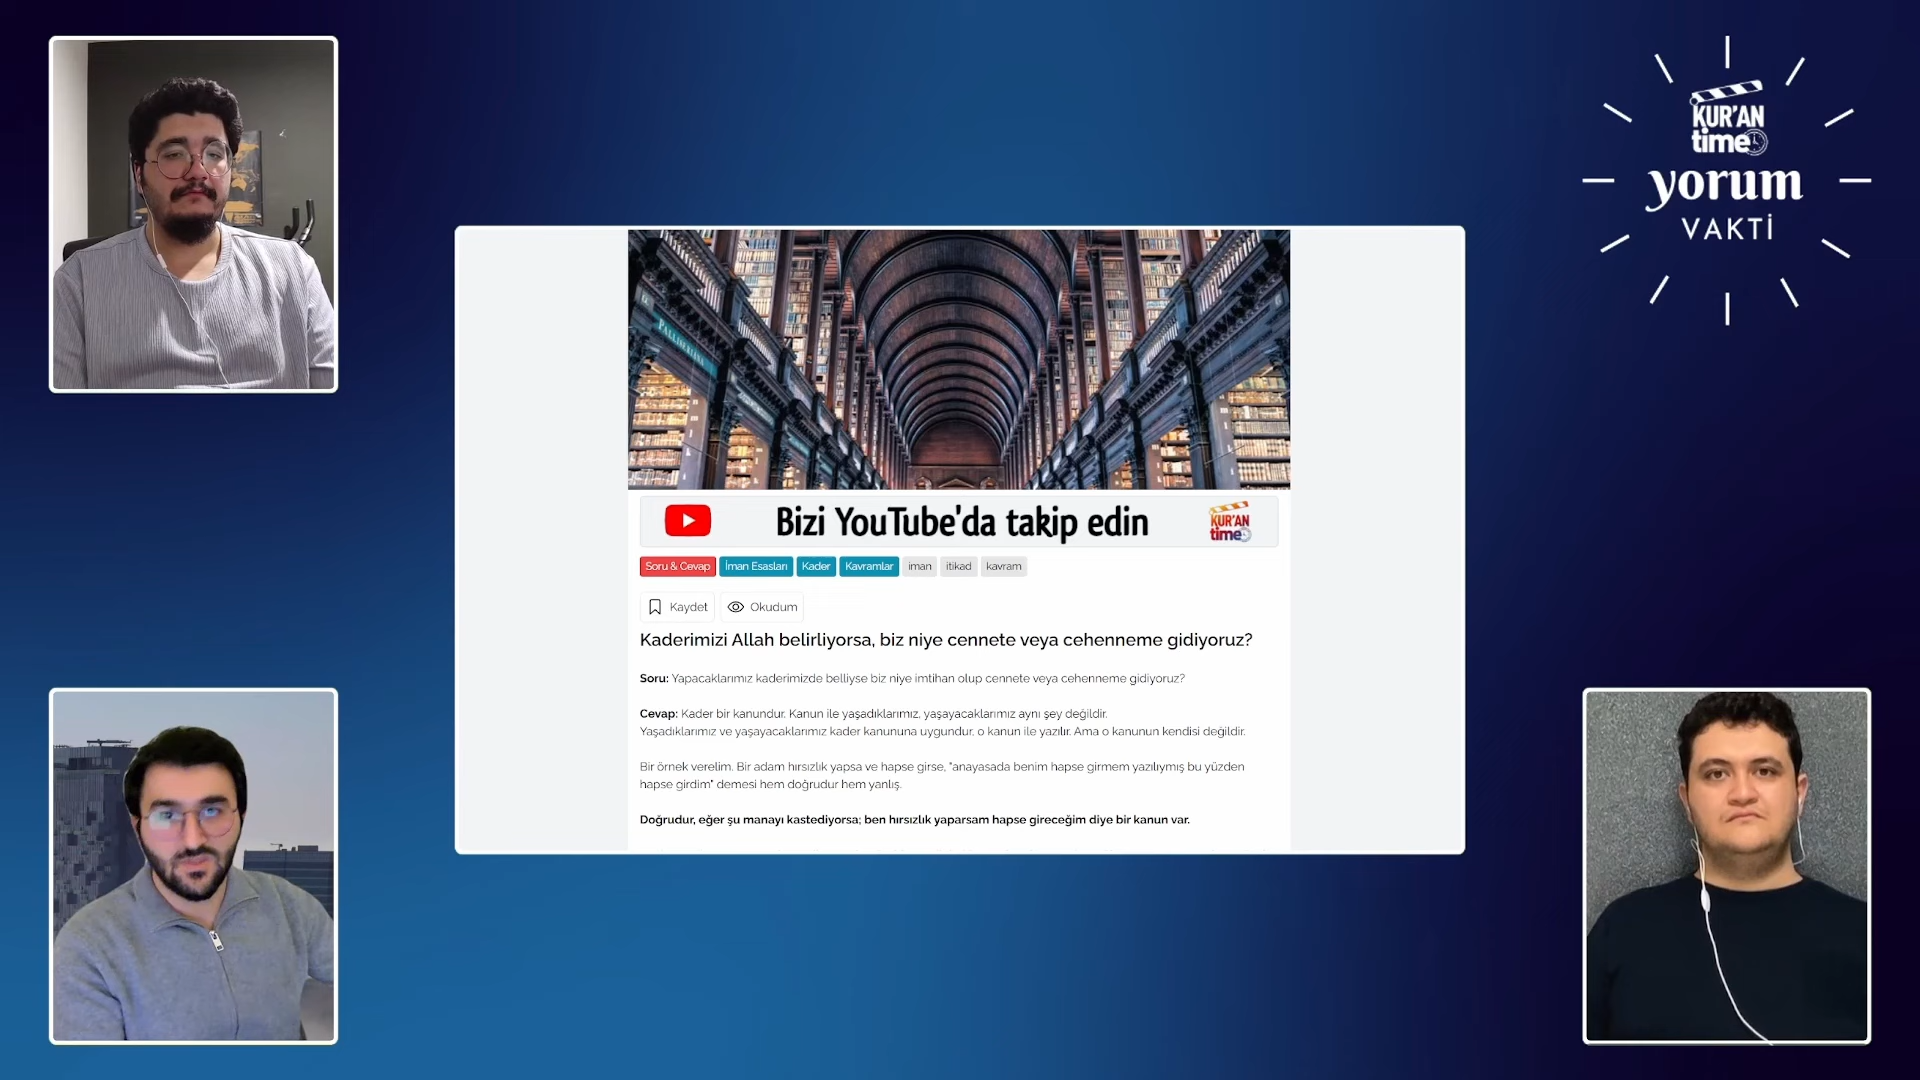 KUR'AN
time
yorum
VAKTİ
Bizi YouTube'da takip edin
KUR'AN
time
Soru & Cevap İman Esasları Kader Kavramlar iman itikad kavram
Kaydet Okudum
Kaderimizi Allah belirliyorsa, biz niye cennete veya cehenneme gidiyoruz?
Soru: Yapacaklarımız kaderimizde belliyse biz niye imtihan olup cennete veya cehenneme gidiyoruz?
Cevap: Kader bir kanundur. Kanun ile yaşadıklarımız, yaşayacaklarımız aynı şey değildir.
Yaşadıklarımız ve yaşayacaklarımız kader kanununa uygundur, o kanun ile yazılır. Ama o kanunun kendisi değildir.
Bir örnek verelim. Bir adam hırsızlık yapsa ve hapse girse, "anayasada benim hapse girmem yazılıymış bu yüzden
hapse girdim" demesi hem doğrudur hem yanlış.
Doğrudur, eğer şu manayı kastediyorsa; ben hırsızlık yaparsam hapse gireceğim diye bir kanun var.